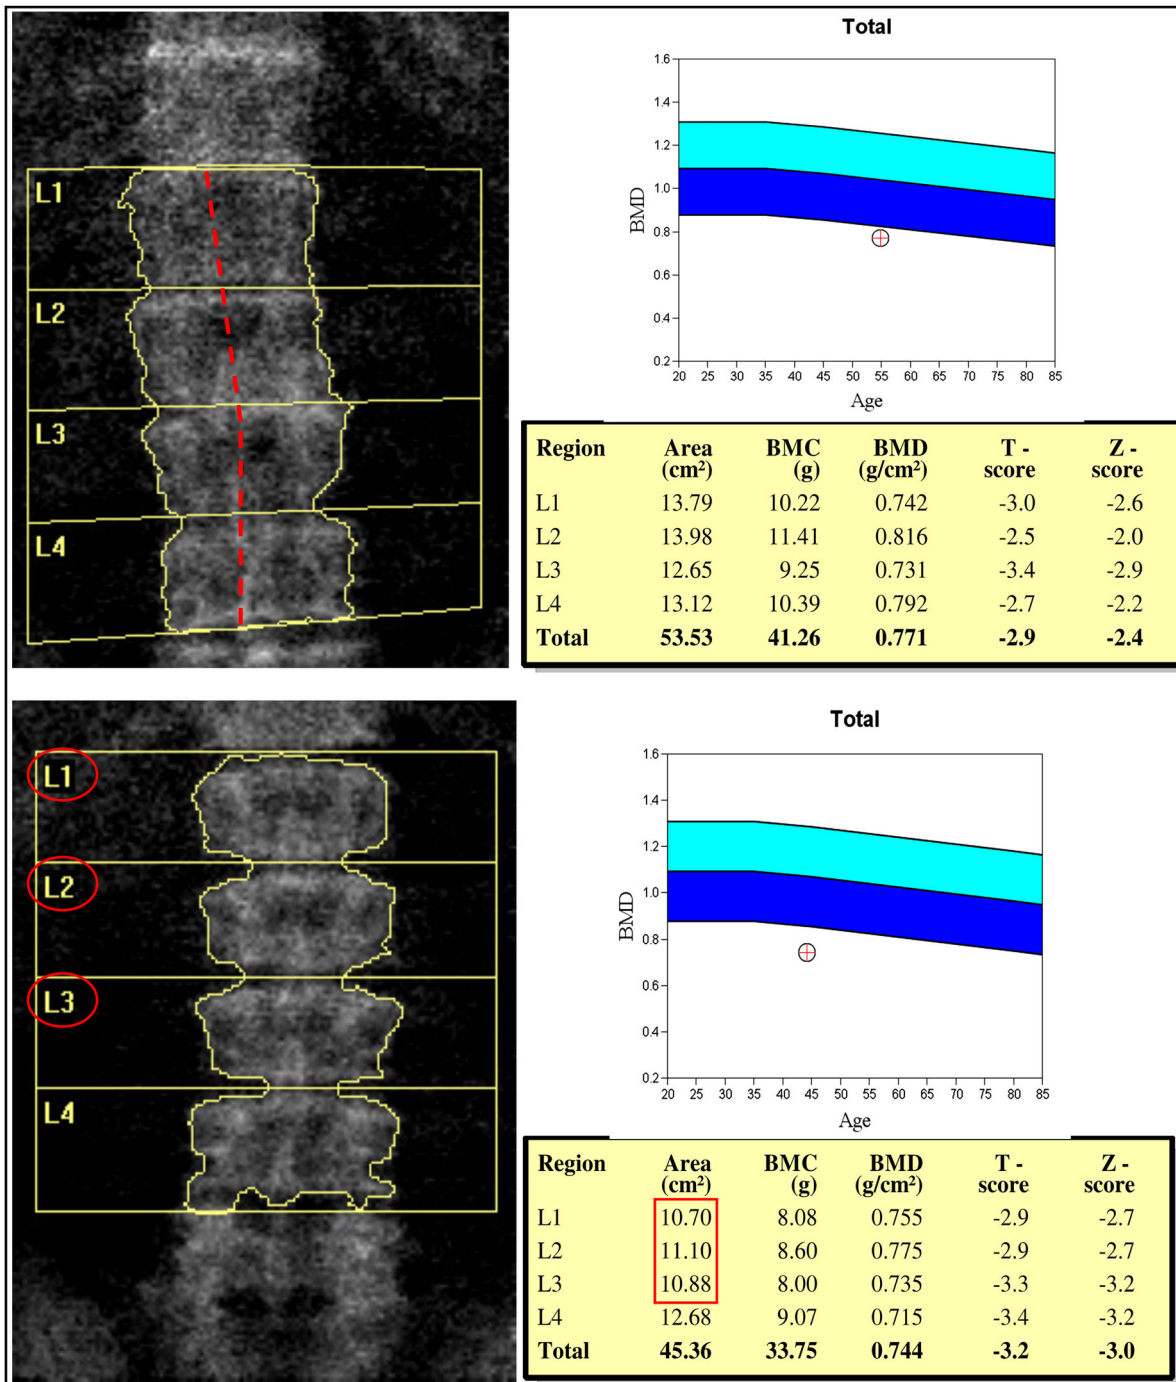 L1
L2
L3
L4
Total
1.6
1.4
1.2
1.0
0.8
0.6
0.4
0.2
BMD
20 25 30 35 40 45 50 55 60 65 70 75 80 85
Age
Region Area (cm²) BMC (g) BMD (g/cm²) T - score Z - score
L1 13.79 10.22 0.742 -3.0 -2.6
L2 13.98 11.41 0.816 -2.5 -2.0
L3 12.65 9.25 0.731 -3.4 -2.9
L4 13.12 10.39 0.792 -2.7 -2.2
Total 53.53 41.26 0.771 -2.9 -2.4
L1
L2
L3
L4
Total
1.6
1.4
1.2
1.0
0.8
0.6
0.4
0.2
BMD
20 25 30 35 40 45 50 55 60 65 70 75 80 85
Age
Region Area (cm²) BMC (g) BMD (g/cm²) T - score Z - score
L1 10.70 8.08 0.755 -2.9 -2.7
L2 11.10 8.60 0.775 -2.9 -2.7
L3 10.88 8.00 0.735 -3.3 -3.2
L4 12.68 9.07 0.715 -3.4 -3.2
Total 45.36 33.75 0.744 -3.2 -3.0